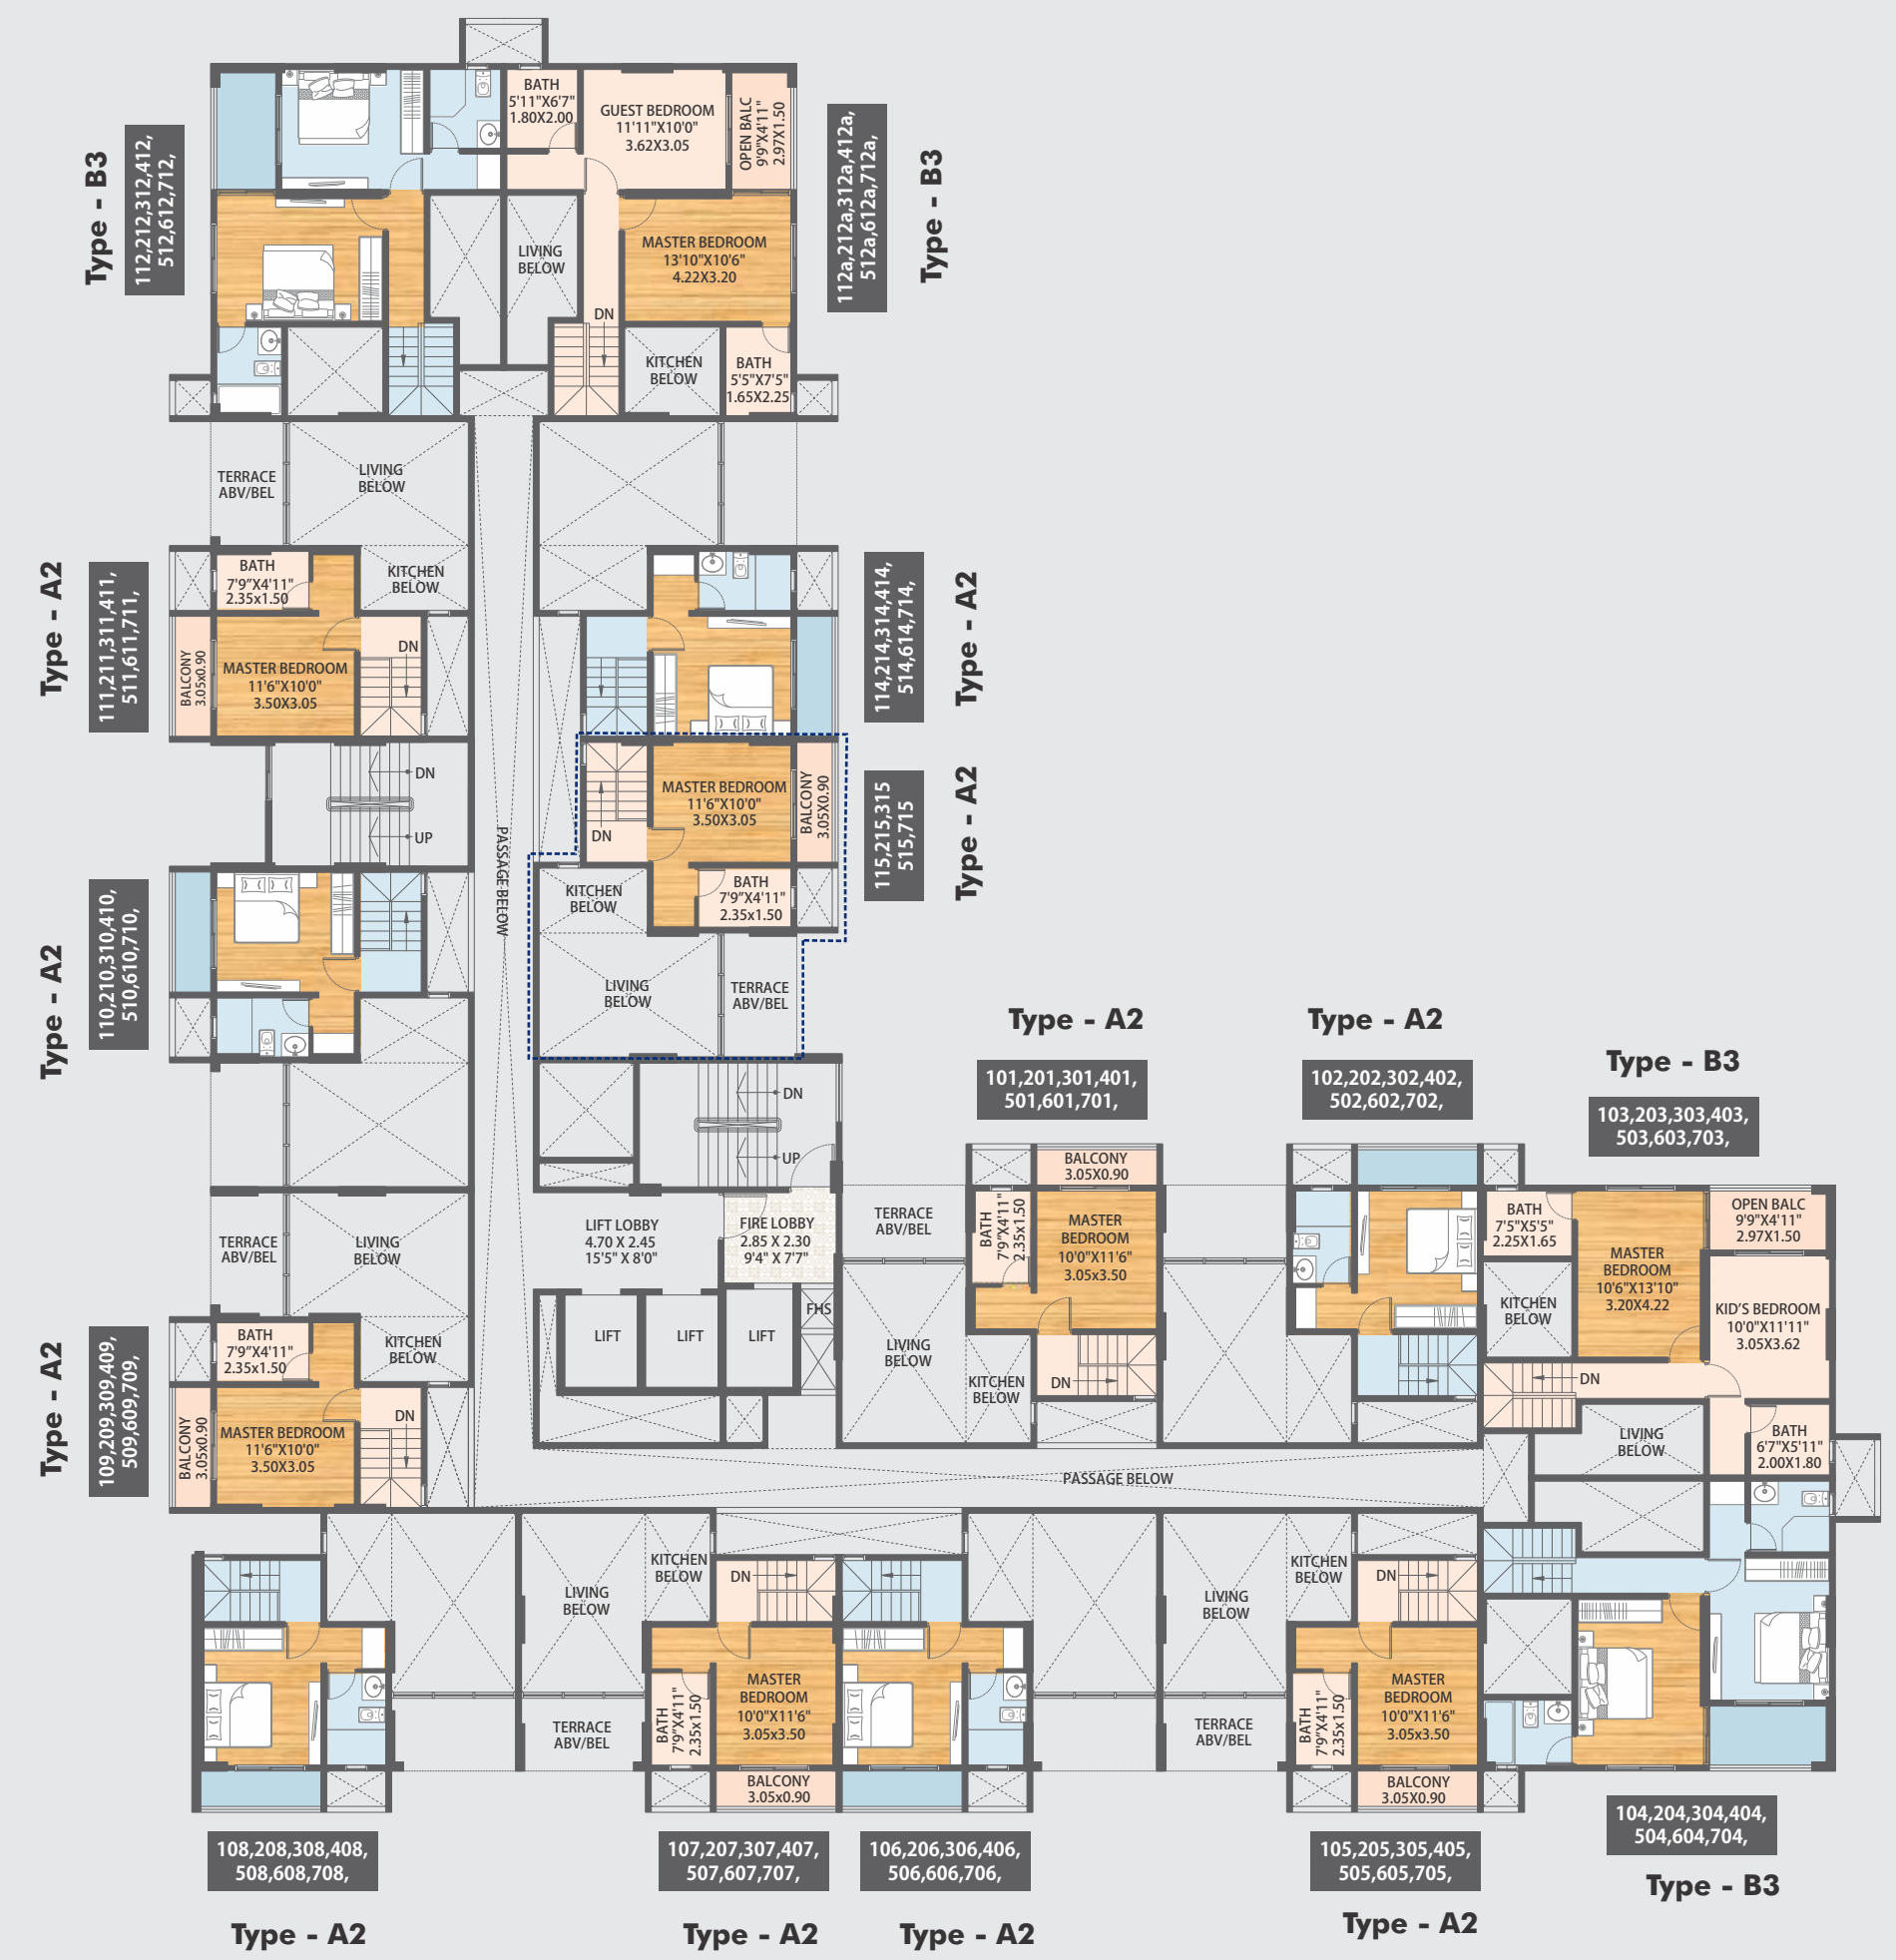 BATH
5'11"X6'7"
1.80X2.00
GUEST BEDROOM
11'11"X10'0"
3.62X3.05
OPEN BALC
9'9"X4'11"
2.97X1.50
Type - B3
112,212,312,412,
512,612,712,
112a,212a,312a,412a,
512a,612a,712a,
Type - B3
LIVING
BELOW
MASTER BEDROOM
13'10"X10'6"
4.22X3.20
DN
KITCHEN
BELOW
BATH
5'5"X7'5"
1.65X2.25
TERRACE
ABV/BEL
LIVING
BELOW
Type - A2
111,211,311,411,
511,611,711,
BATH
7'9"X4'11"
2.35x1.50
KITCHEN
BELOW
BALCONY
3.05x0.90
MASTER BEDROOM
11'6"X10'0"
3.50X3.05
DN
114,214,314,414,
514,614,714,
Type - A2
DN
UP
PASSAGE BELOW
MASTER BEDROOM
11'6"X10'0"
3.50X3.05
DN
BALCONY
3.05X0.90
115,215,315
515,715
Type - A2
KITCHEN
BELOW
BATH
7'9"X4'11"
2.35x1.50
LIVING
BELOW
TERRACE
ABV/BEL
Type - A2
110,210,310,410,
510,610,710,
DN
UP
Type - A2
101,201,301,401,
501,601,701,
Type - A2
102,202,302,402,
502,602,702,
Type - B3
103,203,303,403,
503,603,703,
TERRACE
ABV/BEL
LIVING
BELOW
LIFT LOBBY
4.70 X 2.45
15'5" X 8'0"
FIRE LOBBY
2.85 X 2.30
9'4" X 7'7"
FHS
LIFT
LIFT
LIFT
TERRACE
ABV/BEL
BALCONY
3.05X0.90
BATH
7'9"X4'11"
2.35x1.50
MASTER
BEDROOM
10'0"X11'6"
3.05x3.50
LIVING
BELOW
KITCHEN
BELOW
DN
BATH
7'5"X5'5"
2.25X1.65
MASTER
BEDROOM
10'6"X13'10"
3.20X4.22
OPEN BALC
9'9"X4'11"
2.97X1.50
KITCHEN
BELOW
KID'S BEDROOM
10'0"X11'11"
3.05X3.62
DN
LIVING
BELOW
BATH
6'7"X5'11"
2.00X1.80
Type - A2
109,209,309,409,
509,609,709,
BATH
7'9"X4'11"
2.35x1.50
KITCHEN
BELOW
BALCONY
3.05x0.90
MASTER BEDROOM
11'6"X10'0"
3.50X3.05
DN
PASSAGE BELOW
LIVING
BELOW
KITCHEN
BELOW
DN
TERRACE
ABV/BEL
BATH
7'9"X4'11"
2.35x1.50
MASTER
BEDROOM
10'0"X11'6"
3.05x3.50
BALCONY
3.05x0.90
LIVING
BELOW
KITCHEN
BELOW
DN
TERRACE
ABV/BEL
BATH
7'9"X4'11"
2.35x1.50
MASTER
BEDROOM
10'0"X11'6"
3.05x3.50
BALCONY
3.05X0.90
108,208,308,408,
508,608,708,
Type - A2
107,207,307,407,
507,607,707,
Type - A2
106,206,306,406,
506,606,706,
Type - A2
105,205,305,405,
505,605,705,
Type - A2
104,204,304,404,
504,604,704,
Type - B3